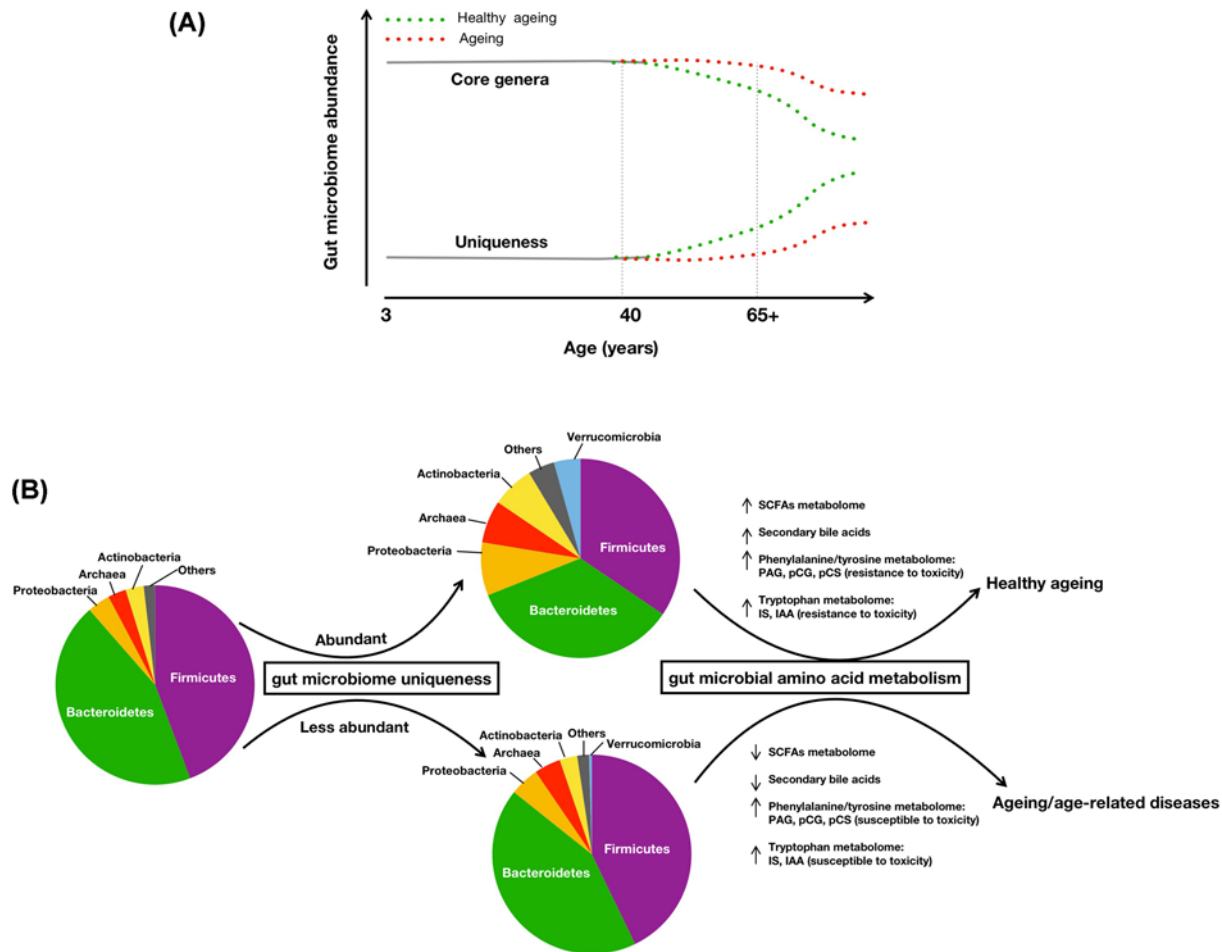 (A)
Healthy ageing
Ageing
Gut microbiome abundance
Core genera
Uniqueness
3
40
65+
Age (years)
(B)
Proteobacteria
Archaea
Actinobacteria
Others
Firmicutes
Bacteroidetes
Abundant
gut microbiome uniqueness
Less abundant
Verrucomicrobia
Others
Actinobacteria
Archaea
Proteobacteria
Firmicutes
Bacteroidetes
Actinobacteria
Others
Verrucomicrobia
Archaea
Proteobacteria
Firmicutes
Bacteroidetes
↑ SCFAs metabolome
↑ Secondary bile acids
↑ Phenylalanine/tyrosine metabolome:
PAG, pCG, pCS (resistance to toxicity)
↑ Tryptophan metabolome:
IS, IAA (resistance to toxicity)
Healthy ageing
gut microbial amino acid metabolism
↓ SCFAs metabolome
↓ Secondary bile acids
↑ Phenylalanine/tyrosine metabolome:
PAG, pCG, pCS (susceptible to toxicity)
↑ Tryptophan metabolome:
IS, IAA (susceptible to toxicity)
Ageing/age-related diseases